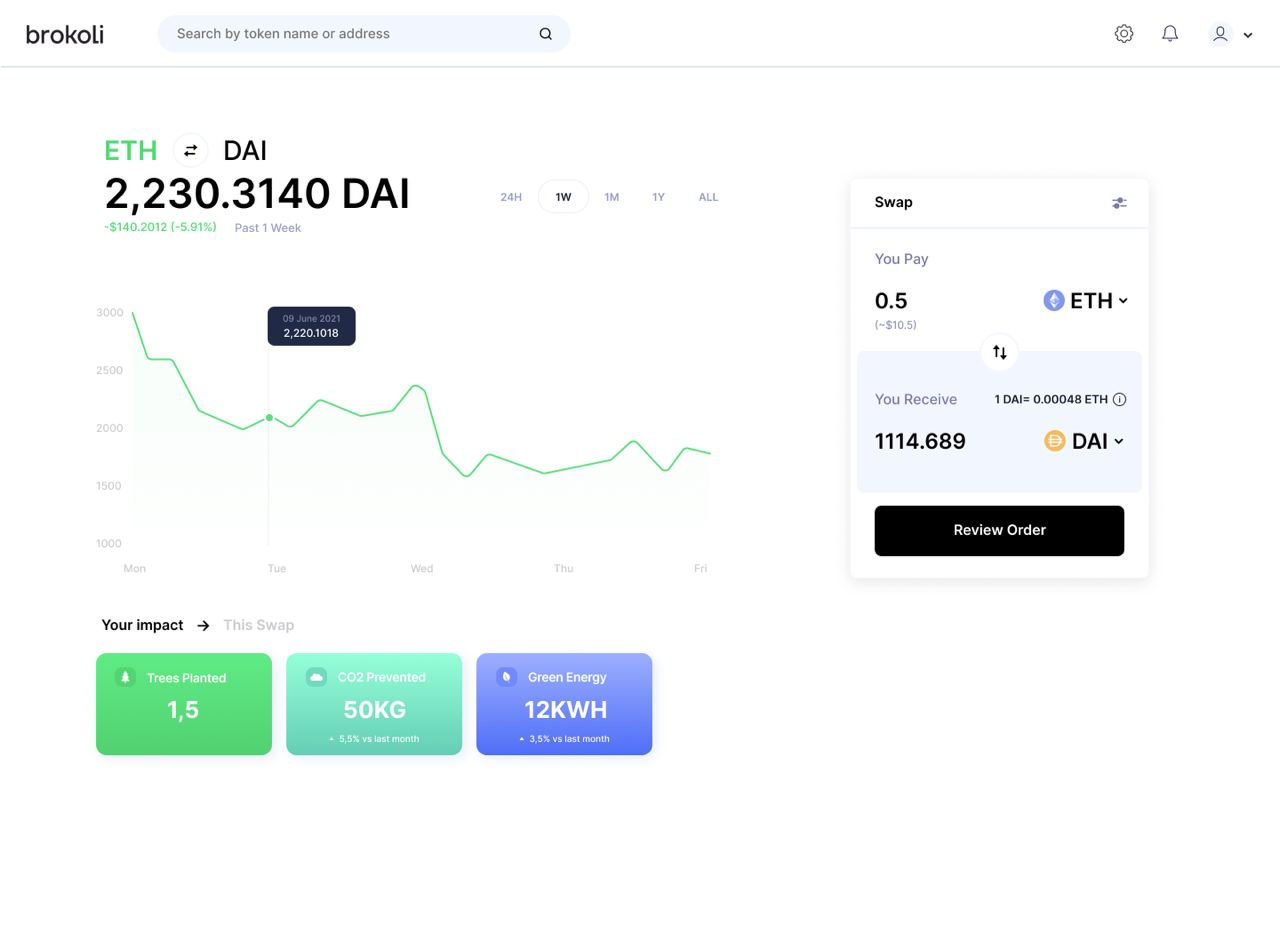 brokoli
Search by token name or address
ETH DAI
2,230.3140 DAI
-$140.2012 (-5.91%) Past 1 Week
24H 1W 1M 1Y ALL
3000
2500
2000
1500
1000
09 June 2021
2,220.1018
Mon Tue Wed Thu Fri
Swap
You Pay
0.5 ETH
(~$10.5)
You Receive 1 DAI= 0.00048 ETH
1114.689 DAI
Review Order
Your impact → This Swap
Trees Planted
1,5
CO2 Prevented
50KG
5,5% vs last month
Green Energy
12KWH
3,5% vs last month